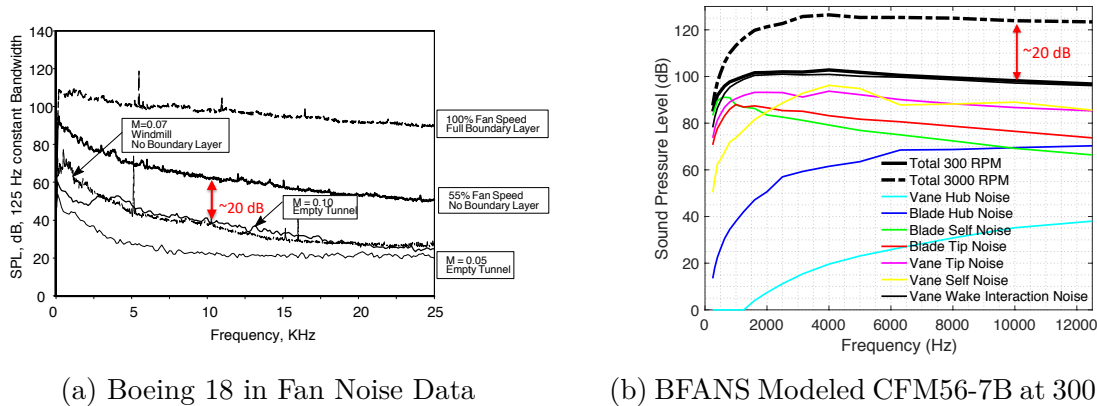 140
120
100
80
60
40
20
0
SPL, dB, 125 Hz constant Bandwidth
M=0.07
Windmill
No Boundary Layer
~20 dB
M = 0.10
Empty Tunnel
100% Fan Speed
Full Boundary Layer
55% Fan Speed
No Boundary Layer
M = 0.05
Empty Tunnel
0 5 10 15 20 25
Frequency, KHz
(a) Boeing 18 in Fan Noise Data
120
100
80
60
40
20
0
Sound Pressure Level (dB)
~20 dB
Total 300 RPM
Total 3000 RPM
Vane Hub Noise
Blade Hub Noise
Blade Self Noise
Blade Tip Noise
Vane Tip Noise
Vane Self Noise
Vane Wake Interaction Noise
0 2000 4000 6000 8000 10000 12000
Frequency (Hz)
(b) BFANS Modeled CFM56-7B at 300